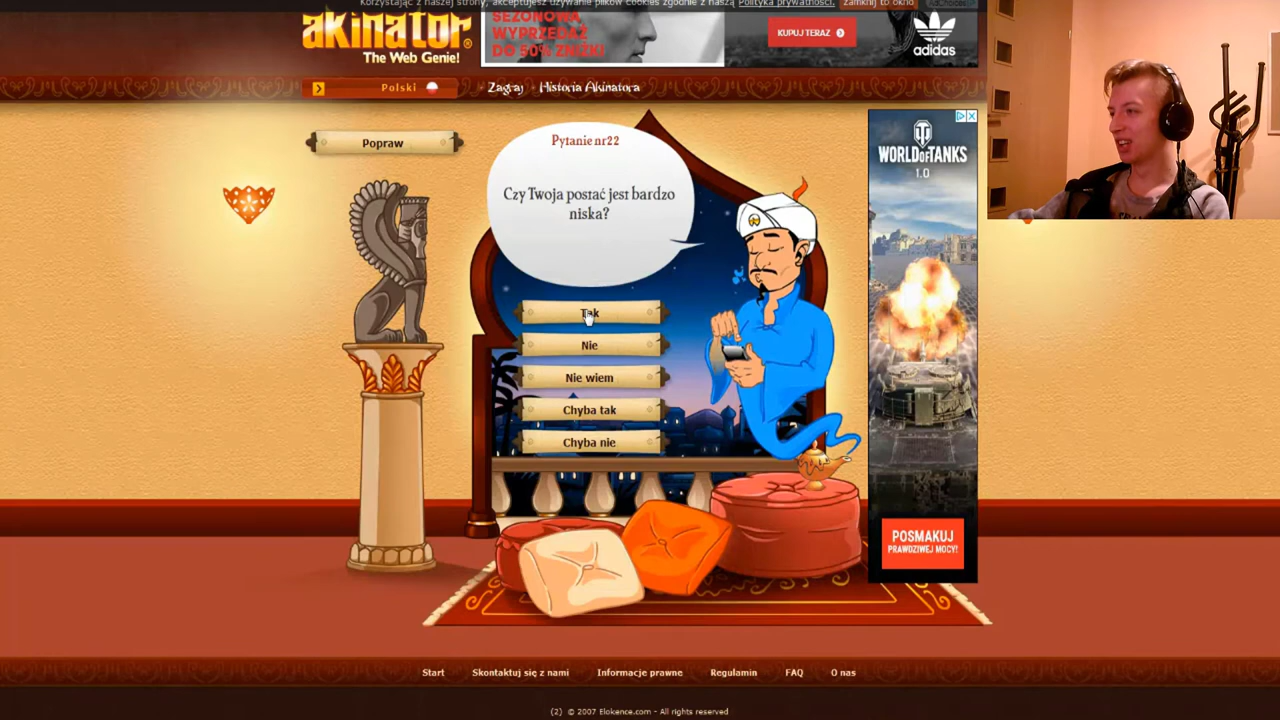 Korzystając z naszej strony, akceptujesz używanie plików cookies zgodnie z naszą Polityką prywatności. zamknij to okno
akinator®
The Web Genie!
SEZONOWA
WYPRZEDAŻ
DO 50% ZNIŻKI
KUPUJ TERAZ
adidas
Polski
Zagraj
Historia Akinatora
Popraw
Pytanie nr22
Czy Twoja postać jest bardzo
niska?
Tak
Nie
Nie wiem
Chyba tak
Chyba nie
WORLD OF TANKS
1.0
POSMAKUJ
PRAWDZIWEJ MOCY!
Start
Skontaktuj się z nami
Informacje prawne
Regulamin
FAQ
O nas
(2) © 2007 Elokence.com - All rights reserved